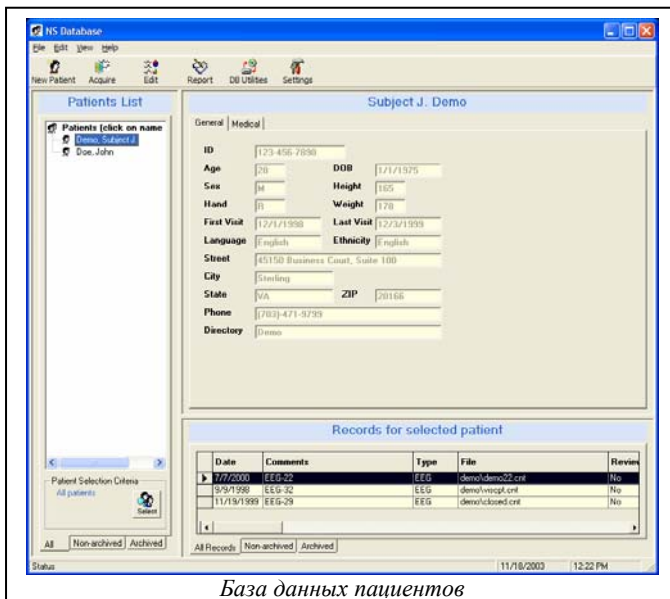 NS Database
File Edit View Help
New Patient Acquire Edit Report DB Utilities Settings
Patients List
Patients (click on name
Demo, Subject J.
Doe, John
Patient Selection Criteria
All patients
Select
All Non-archived Archived
Subject J. Demo
General Medical
ID 123-456-7890
Age 28 DOB 1/1/1975
Sex M Height 165
Hand R Weight 178
First Visit 12/1/1998 Last Visit 12/3/1999
Language English Ethnicity English
Street 45150 Business Court, Suite 100
City Sterling
State VA ZIP 20166
Phone (703)-471-9799
Directory Demo
Records for selected patient
Date Comments Type File Review
7/7/2000 EEG-22 EEG demo\demo22.cnt No
9/9/1998 EEG-32 EEG demo\viscpt.cnt No
11/19/1999 EEG-29 EEG demo\closed.cnt No
All Records Non-archived Archived
Status 11/18/2003 12:22 PM
База данных пациентов